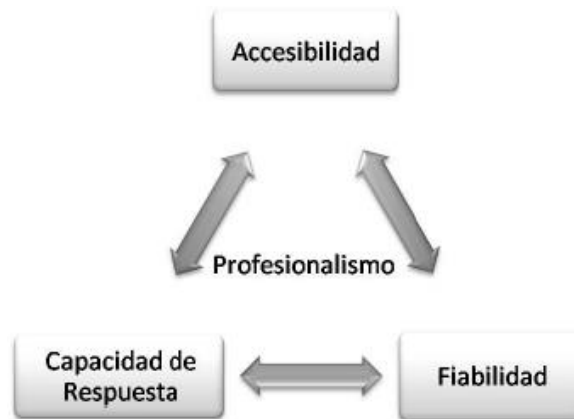 Accesibilidad
Profesionalismo
Capacidad de
Respuesta
Fiabilidad